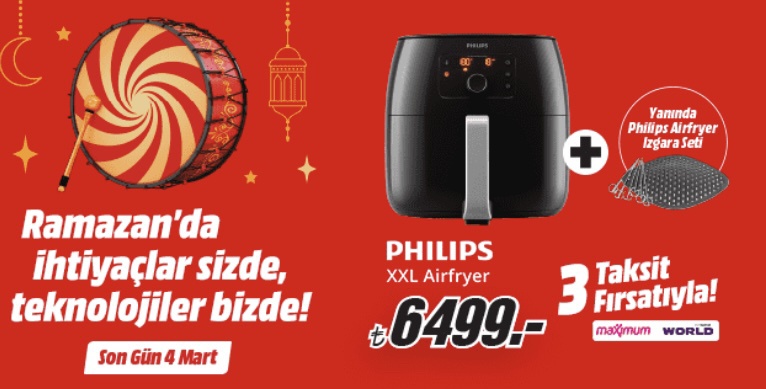 Ramazan'da
ihtiyaçlar sizde,
teknolojiler bizde!
Son Gün 4 Mart
PHILIPS
Yanında
Philips Airfryer
Izgara Seti
PHILIPS
XXL Airfryer
₺6499.-
3 Taksit
Fırsatıyla!
maximum WORLD